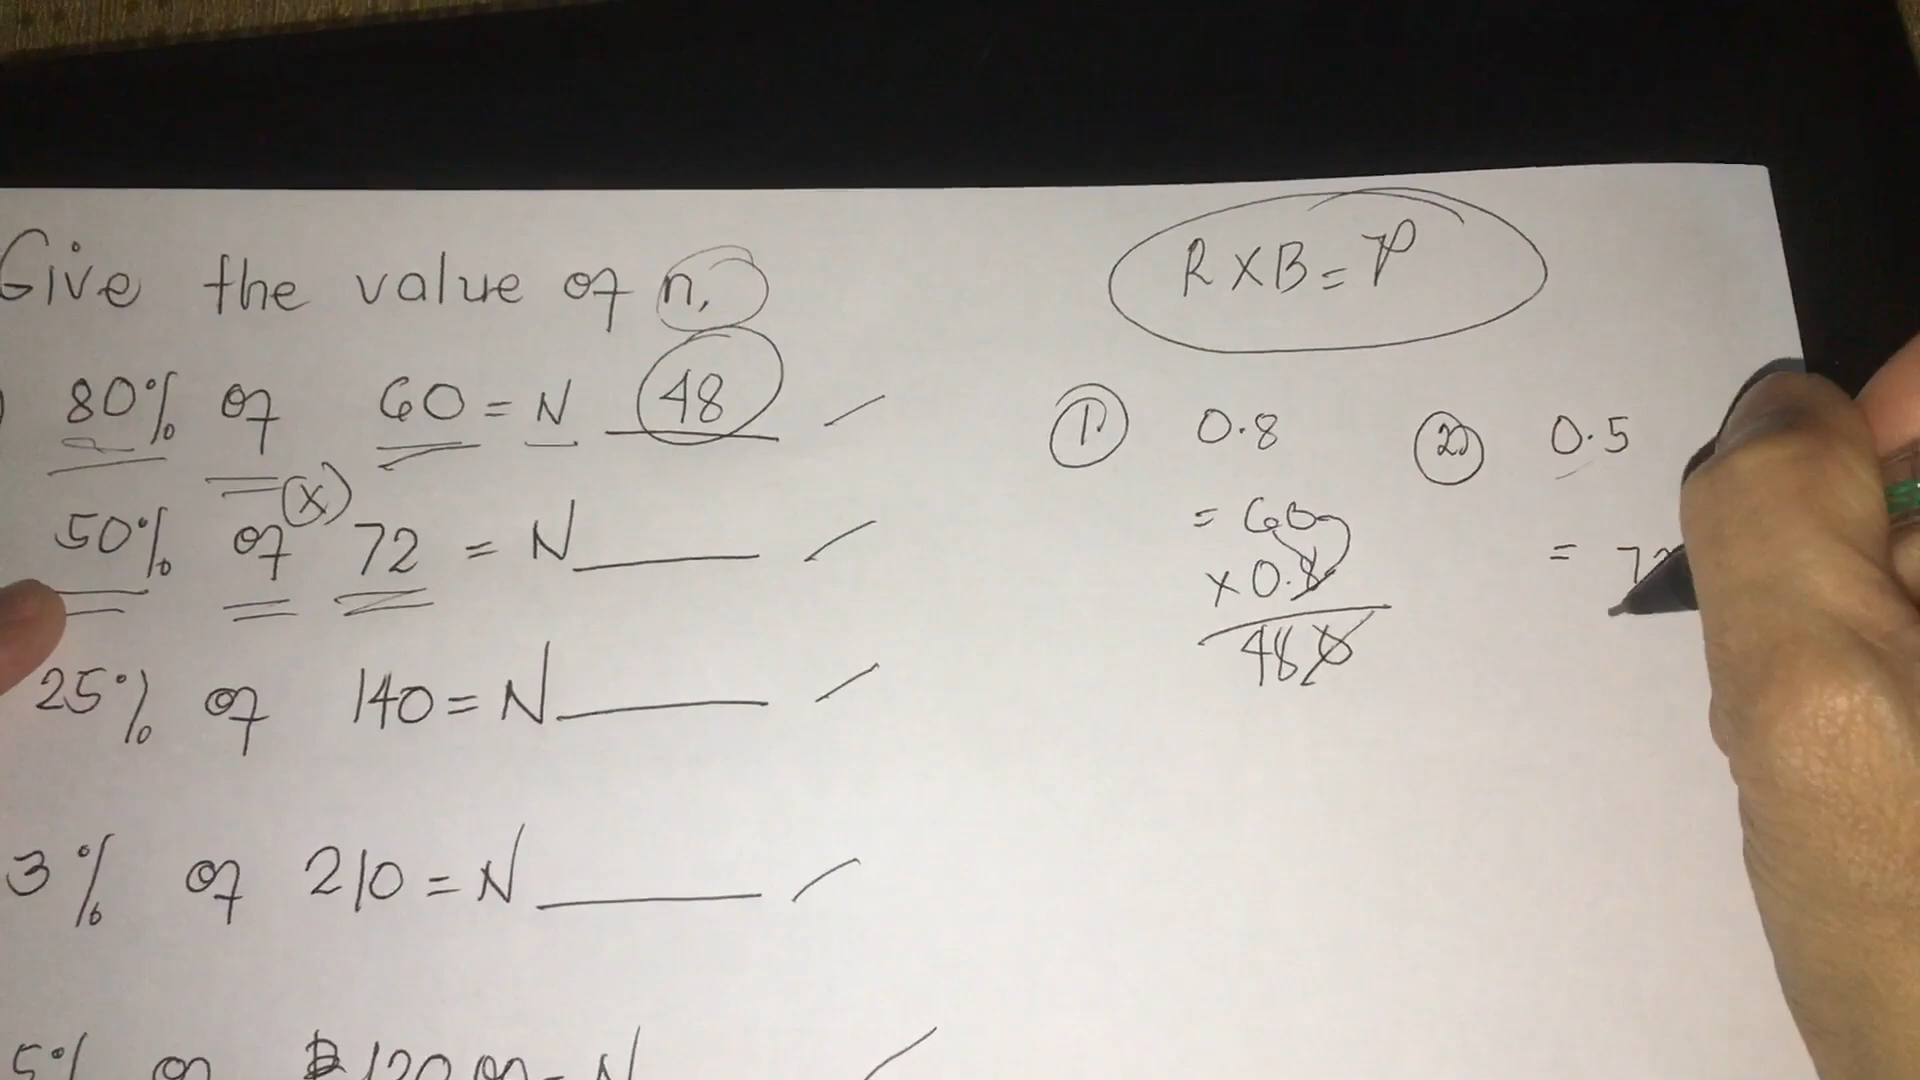 Give the value of n.
80% of 60 = N 48
(x)
50% of 72 = N
25% of 140 = N
3% of 210 = N
R X B = P
① 0.8
= 60
x 0.8
480
② 0.5
= 72